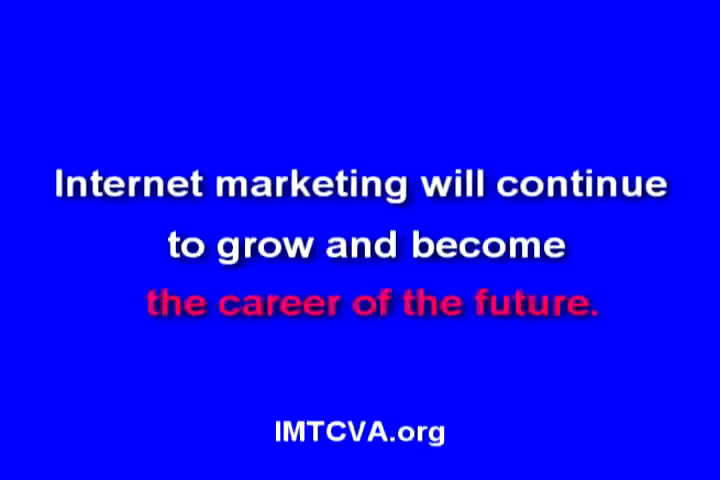 Internet marketing will continue
to grow and become
the career of the future.
IMTCVA.org